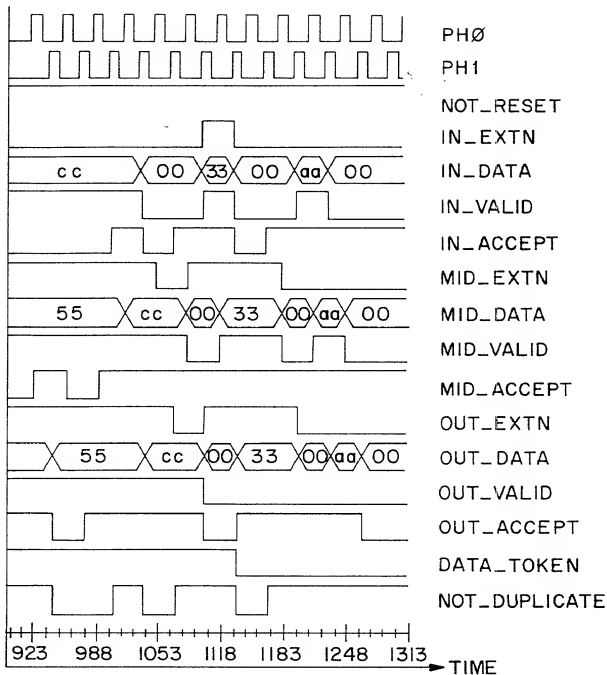 PHØ
PH1
NOT_RESET
IN_EXTN
cc 00 33 00 aa 00 IN_DATA
IN_VALID
IN_ACCEPT
MID_EXTN
55 cc 00 33 00 aa 00 MID_DATA
MID_VALID
MID_ACCEPT
OUT_EXTN
55 cc 00 33 00 aa 00 OUT_DATA
OUT_VALID
OUT_ACCEPT
DATA_TOKEN
NOT_DUPLICATE
923 988 1053 1118 1183 1248 1313
TIME